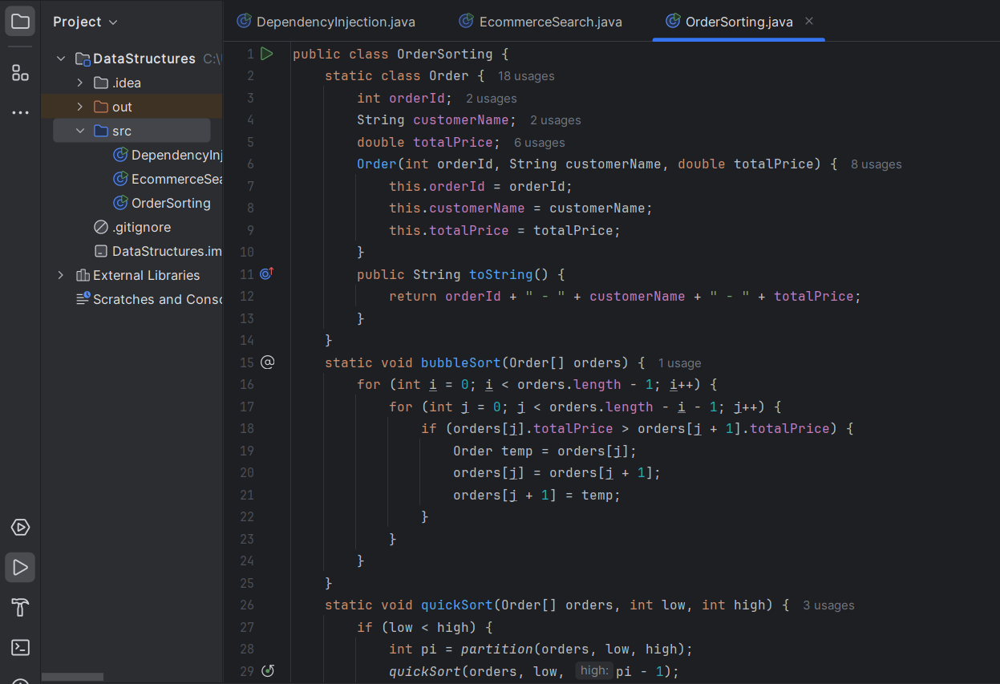 Project
DataStructures C:\
.idea
out
src
DependencyInj
EcommerceSea
OrderSorting
.gitignore
DataStructures.im
External Libraries
Scratches and Conso
DependencyInjection.java EcommerceSearch.java OrderSorting.java
1 public class OrderSorting {
2 static class Order { 18 usages
3 int orderId; 2 usages
4 String customerName; 2 usages
5 double totalPrice; 6 usages
6 Order(int orderId, String customerName, double totalPrice) { 8 usages
7 this.orderId = orderId;
8 this.customerName = customerName;
9 this.totalPrice = totalPrice;
10 }
11 public String toString() {
12 return orderId + " - " + customerName + " - " + totalPrice;
13 }
14 }
15 static void bubbleSort(Order[] orders) { 1 usage
16 for (int i = 0; i < orders.length - 1; i++) {
17 for (int j = 0; j < orders.length - i - 1; j++) {
18 if (orders[j].totalPrice > orders[j + 1].totalPrice) {
19 Order temp = orders[j];
20 orders[j] = orders[j + 1];
21 orders[j + 1] = temp;
22 }
23 }
24 }
25 }
26 static void quickSort(Order[] orders, int low, int high) { 3 usages
27 if (low < high) {
28 int pi = partition(orders, low, high);
29 quickSort(orders, low, high: pi - 1);